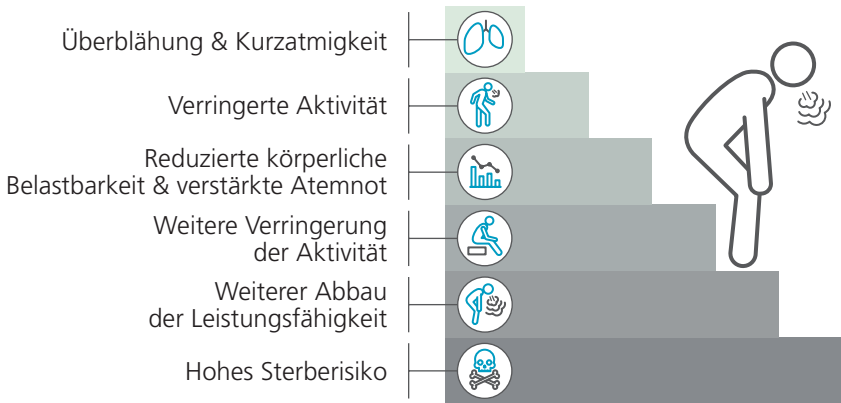 Überblähung & Kurzatmigkeit
Verringerte Aktivität
Reduzierte körperliche
Belastbarkeit & verstärkte Atemnot
Weitere Verringerung
der Aktivität
Weiterer Abbau
der Leistungsfähigkeit
Hohes Sterberisiko